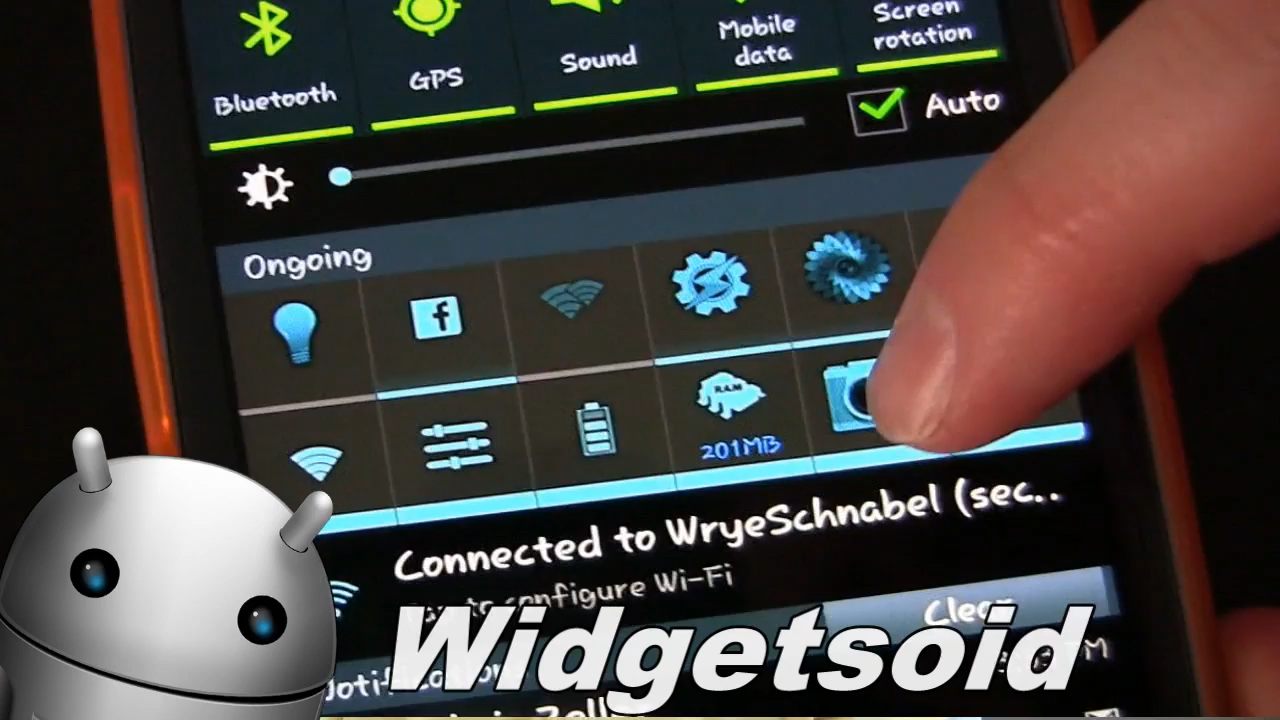 Bluetooth
GPS
Sound
Mobile
data
Screen
rotation
Auto
Ongoing
f
RAM
201MB
Connected to WryeSchnabel (sec...
configure Wi-Fi
Clear
Widgetsoid